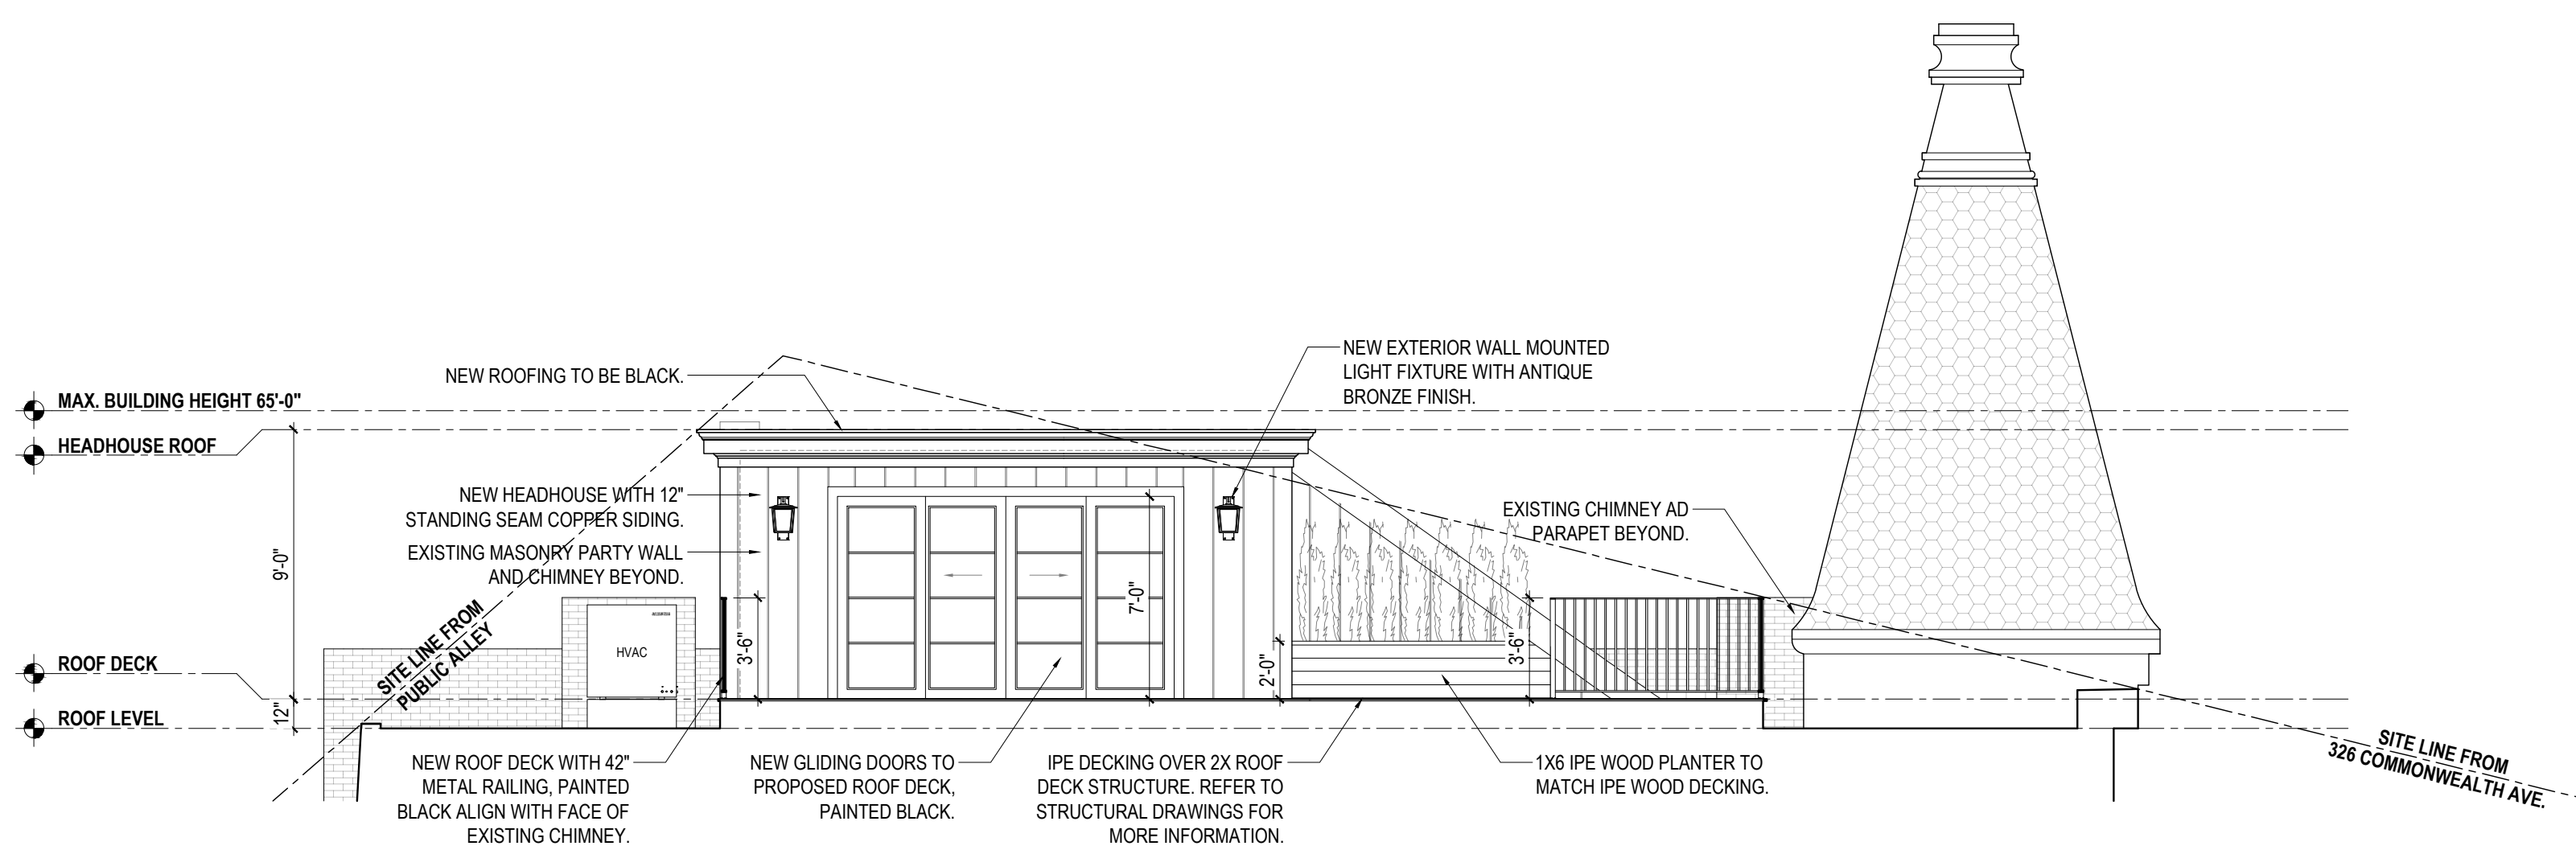 NEW EXTERIOR WALL MOUNTED
LIGHT FIXTURE WITH ANTIQUE
BRONZE FINISH.
NEW ROOFING TO BE BLACK.
MAX. BUILDING HEIGHT 65'-0"
HEADHOUSE ROOF
NEW HEADHOUSE WITH 12"
STANDING SEAM COPPER SIDING.
EXISTING MASONRY PARTY WALL
AND CHIMNEY BEYOND.
EXISTING CHIMNEY AD
PARAPET BEYOND.
9'-0"
7'-0"
3'-6"
2'-0"
3'-6"
HVAC
SITE LINE FROM
PUBLIC ALLEY
ROOF DECK
12"
ROOF LEVEL
NEW ROOF DECK WITH 42"
METAL RAILING, PAINTED
BLACK ALIGN WITH FACE OF
EXISTING CHIMNEY.
NEW GLIDING DOORS TO
PROPOSED ROOF DECK,
PAINTED BLACK.
IPE DECKING OVER 2X ROOF
DECK STRUCTURE. REFER TO
STRUCTURAL DRAWINGS FOR
MORE INFORMATION.
1X6 IPE WOOD PLANTER TO
MATCH IPE WOOD DECKING.
SITE LINE FROM
326 COMMONWEALTH AVE.